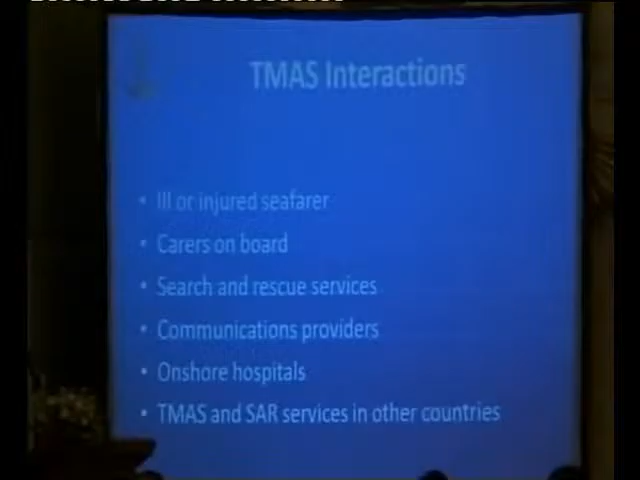 TMAS Interactions
• Ill or injured seafarer
• Carers on board
• Search and rescue services
• Communications providers
• Onshore hospitals
• TMAS and SAR services in other countries